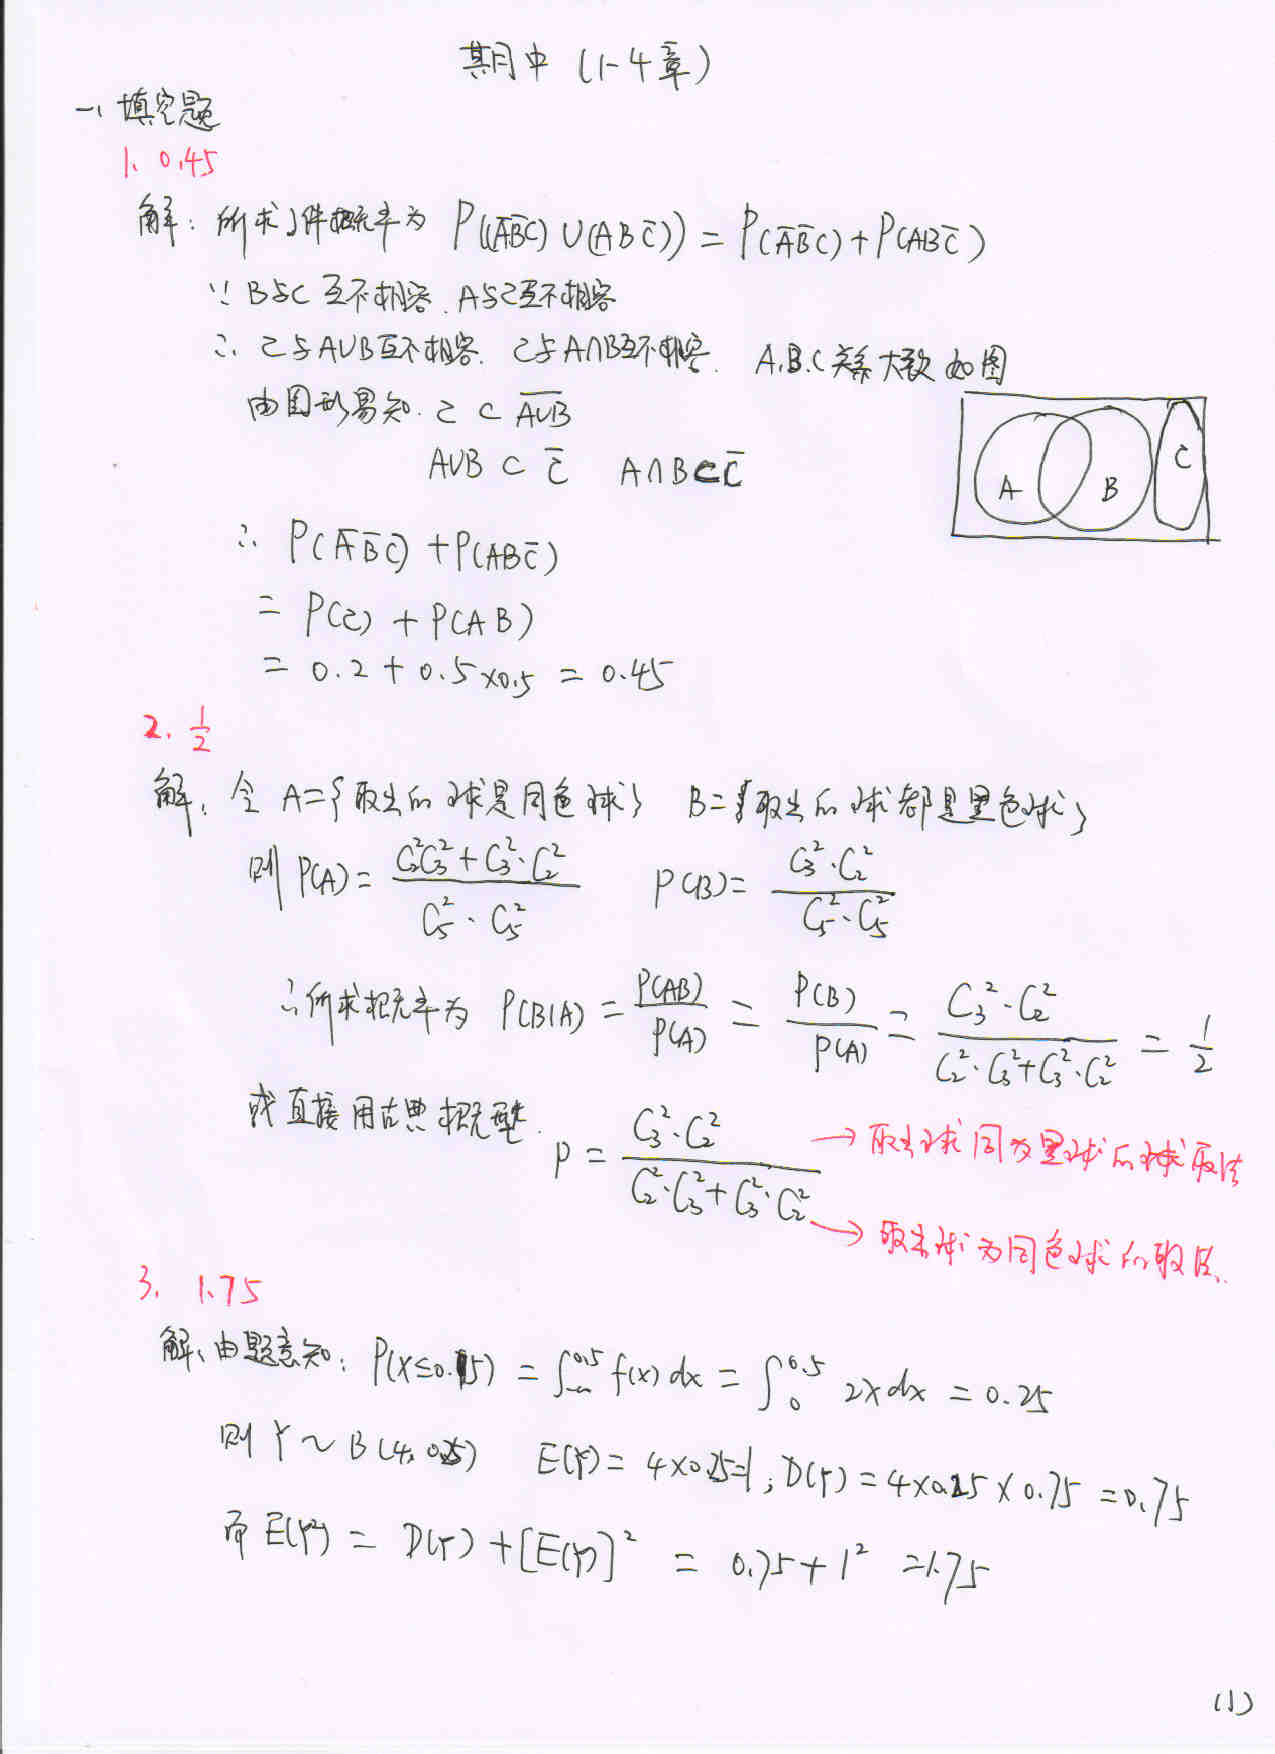 期中 (1-4章)
一、填空题
1、0.45
解：所求事件概率为 P((A̅B̅C)∪(ABC̅)) = P(A̅B̅C)+P(ABC̅)
∵ B与C互不相容、A与C互不相容
∴ C与A∪B互不相容. C与A∩B互不相容. A.B.C关系大致如图
由图形易知. C ⊂ \overline{A∪B}
A∪B ⊂ C̅ A∩B⊂C̅
A B C
∴ P(A̅B̅C)+P(ABC̅)
= P(C)+P(AB)
= 0.2+0.5×0.5 = 0.45
2. 1/2
解：令 A={取出的球是同色球} B={取出的球都是黑色球}
则 P(A)= (C₂²C₃²+C₃²·C₂²)/(C₅²·C₅²) P(B)= (C₃²·C₂²)/(C₅²·C₅²)
∴所求概率为 P(B|A) = P(AB)/P(A) = P(B)/P(A) = (C₃²·C₂²)/(C₂²·C₃²+C₃²·C₂²) = 1/2
或直接用古典概型. P = (C₃²·C₂²)/(C₂²·C₃²+C₃²·C₂²)
→取出球同为黑球的球取法
→取出球为同色球的取法.
3. 1.75
解、由题意知：P(X≤0.5) = ∫_{-∞}^{0.5} f(x)dx = ∫_0^{0.5} 2xdx = 0.25
则 Y~B(4, 0.25) E(Y)= 4×0.25=1; D(Y)=4×0.25×0.75=0.75
而 E(Y²) = D(Y)+[E(Y)]² = 0.75+1² =1.75
(1)